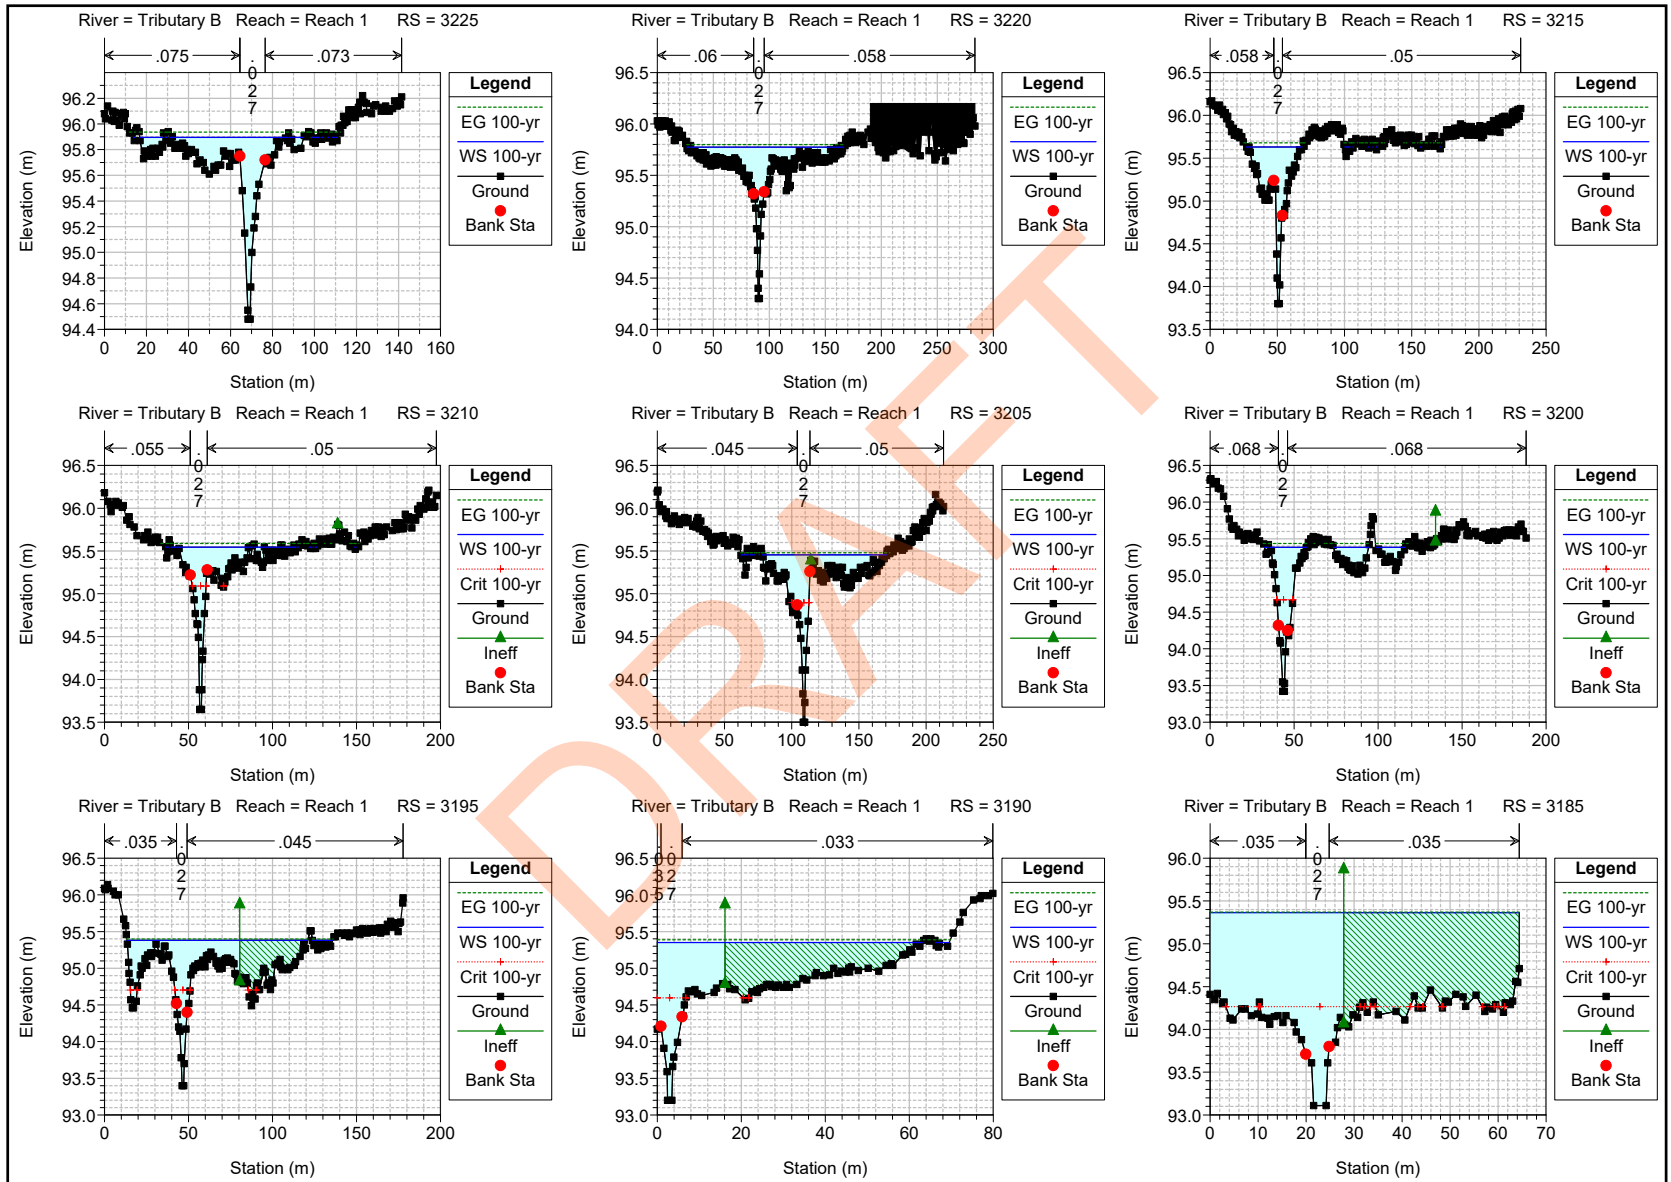 River = Tributary B Reach = Reach 1 RS = 3225
.075 .027 .073
96.2
96.0
95.8
95.6
95.4
95.2
95.0
94.8
94.6
94.4
Elevation (m)
0 20 40 60 80 100 120 140 160
Station (m)
Legend
EG 100-yr
WS 100-yr
Ground
Bank Sta
River = Tributary B Reach = Reach 1 RS = 3220
.06 .027 .058
96.5
96.0
95.5
95.0
94.5
94.0
Elevation (m)
0 50 100 150 200 250 300
Station (m)
Legend
EG 100-yr
WS 100-yr
Ground
Bank Sta
River = Tributary B Reach = Reach 1 RS = 3215
.058 .027 .05
96.5
96.0
95.5
95.0
94.5
94.0
93.5
Elevation (m)
0 50 100 150 200 250
Station (m)
Legend
EG 100-yr
WS 100-yr
Ground
Bank Sta
River = Tributary B Reach = Reach 1 RS = 3210
.055 .027 .05
96.5
96.0
95.5
95.0
94.5
94.0
93.5
Elevation (m)
0 50 100 150 200
Station (m)
Legend
EG 100-yr
WS 100-yr
Crit 100-yr
Ground
Ineff
Bank Sta
River = Tributary B Reach = Reach 1 RS = 3205
.045 .027 .05
96.5
96.0
95.5
95.0
94.5
94.0
93.5
Elevation (m)
0 50 100 150 200 250
Station (m)
Legend
EG 100-yr
WS 100-yr
Crit 100-yr
Ground
Ineff
Bank Sta
River = Tributary B Reach = Reach 1 RS = 3200
.068 .027 .068
96.5
96.0
95.5
95.0
94.5
94.0
93.5
93.0
Elevation (m)
0 50 100 150 200
Station (m)
Legend
EG 100-yr
WS 100-yr
Crit 100-yr
Ground
Ineff
Bank Sta
River = Tributary B Reach = Reach 1 RS = 3195
.035 .027 .045
96.5
96.0
95.5
95.0
94.5
94.0
93.5
93.0
Elevation (m)
0 50 100 150 200
Station (m)
Legend
EG 100-yr
WS 100-yr
Crit 100-yr
Ground
Ineff
Bank Sta
River = Tributary B Reach = Reach 1 RS = 3190
.035 .027 .033
96.5
96.0
95.5
95.0
94.5
94.0
93.5
93.0
Elevation (m)
0 20 40 60 80
Station (m)
Legend
EG 100-yr
WS 100-yr
Crit 100-yr
Ground
Ineff
Bank Sta
River = Tributary B Reach = Reach 1 RS = 3185
.035 .027 .035
96.0
95.5
95.0
94.5
94.0
93.5
93.0
Elevation (m)
0 10 20 30 40 50 60 70
Station (m)
Legend
EG 100-yr
WS 100-yr
Crit 100-yr
Ground
Ineff
Bank Sta
DRAFT